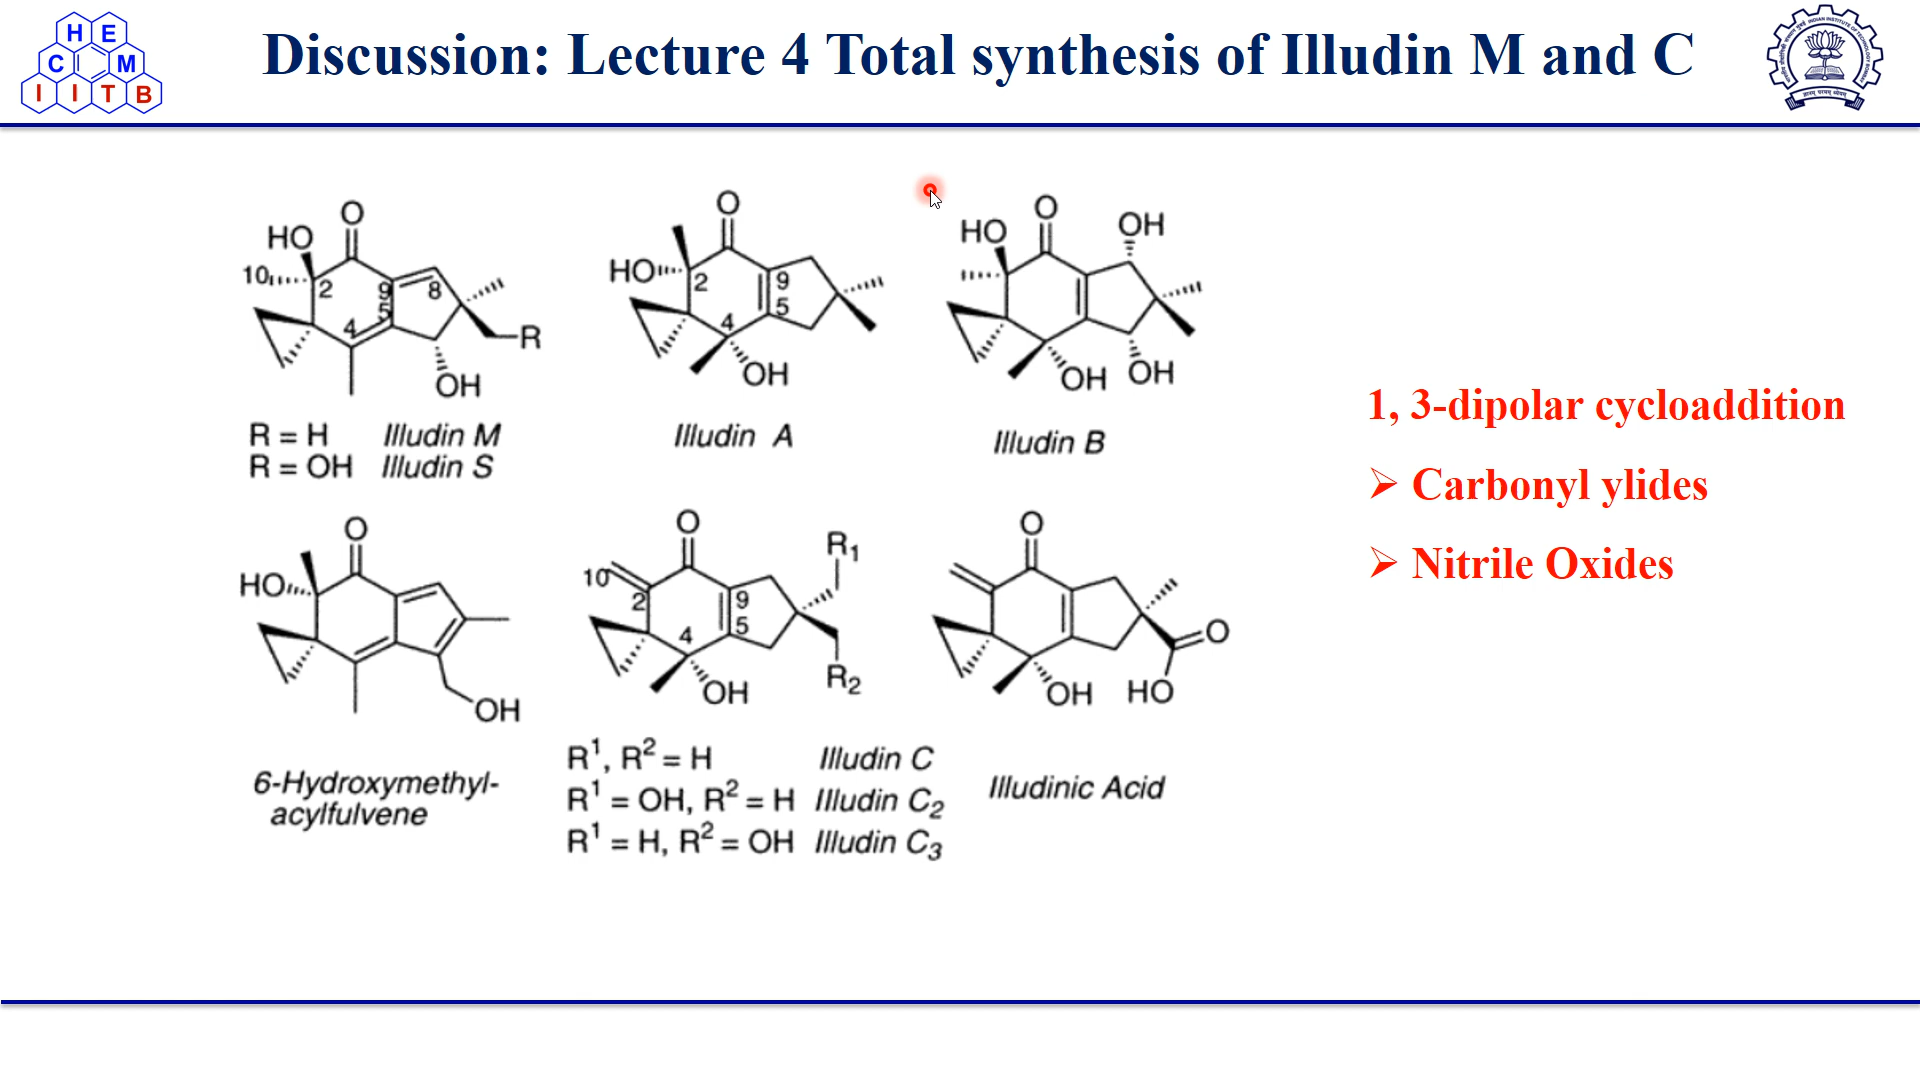 H E
C M
I I T B
Discussion: Lecture 4 Total synthesis of Illudin M and C
HO O
10 2 9 8
5
4
R
OH
R = H Illudin M
R = OH Illudin S
O
HO 2 9
5
4
OH
Illudin A
HO O OH
OH OH
Illudin B
O
HO
OH
6-Hydroxymethyl-
acylfulvene
O R1
10
2 9
4 5
OH R2
R¹, R² = H Illudin C
R¹ = OH, R² = H Illudin C2
R¹ = H, R² = OH Illudin C3
O
O
OH HO
Illudinic Acid
1, 3-dipolar cycloaddition
➢ Carbonyl ylides
➢ Nitrile Oxides